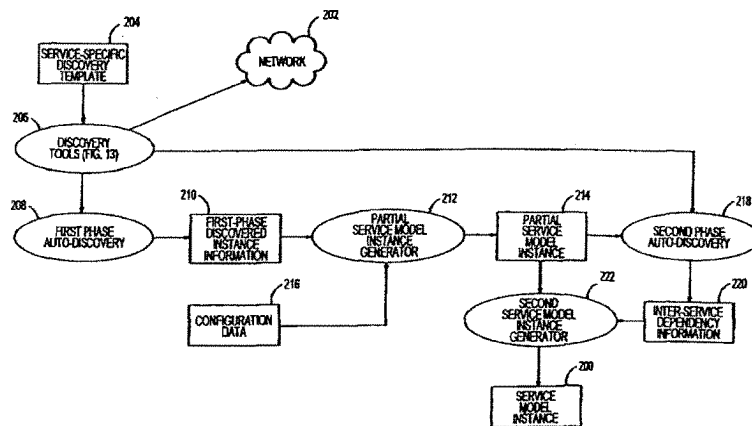 204
SERVICE-SPECIFIC
DISCOVERY
TEMPLATE
202
NETWORK
206
DISCOVERY
TOOLS (FIG. 13)
208
FIRST PHASE
AUTO-DISCOVERY
210
FIRST-PHASE
DISCOVERED
INSTANCE
INFORMATION
212
PARTIAL
SERVICE MODEL
INSTANCE
GENERATOR
214
PARTIAL
SERVICE MODEL
INSTANCE
218
SECOND PHASE
AUTO-DISCOVERY
216
CONFIGURATION
DATA
222
SECOND
SERVICE MODEL
INSTANCE
GENERATOR
220
INTER-SERVICE
DEPENDENCY
INFORMATION
200
SERVICE
MODEL
INSTANCE